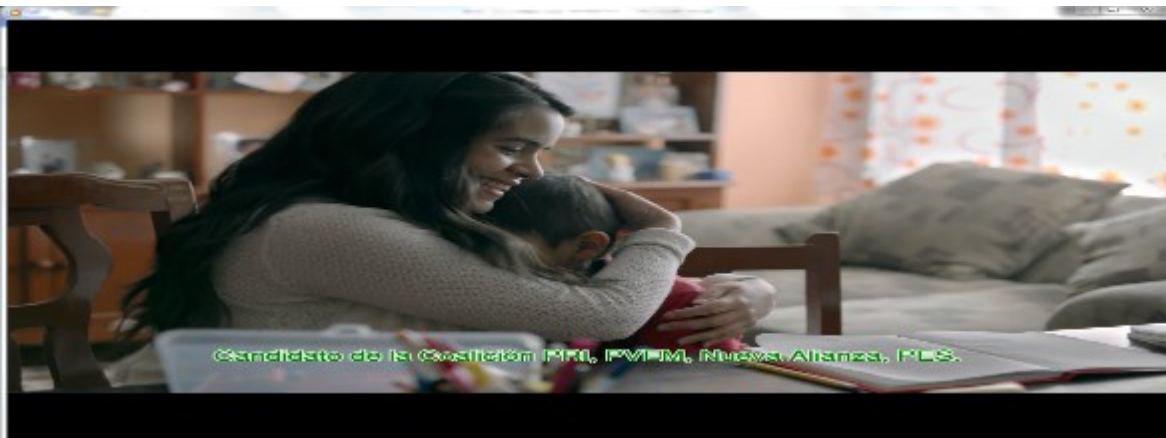 Candidato de la Coalición PRI, PVEM, Nueva Alianza, PES.